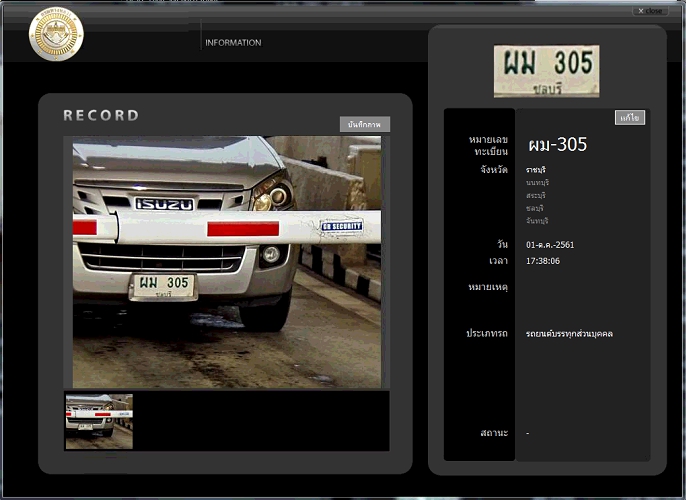 close
INFORMATION
RECORD
บันทึกภาพ
ISUZU
GB SECURITY
ผม 305
ชลบุรี
ผม 305
ชลบุรี
แก้ไข
หมายเลข
ทะเบียน
ผม-305
จังหวัด
ราชบุรี
นนทบุรี
สระบุรี
ชลบุรี
จันทบุรี
วัน
01-ต.ค.-2561
เวลา
17:38:06
หมายเหตุ
ประเภทรถ
รถยนต์บรรทุกส่วนบุคคล
สถานะ
-